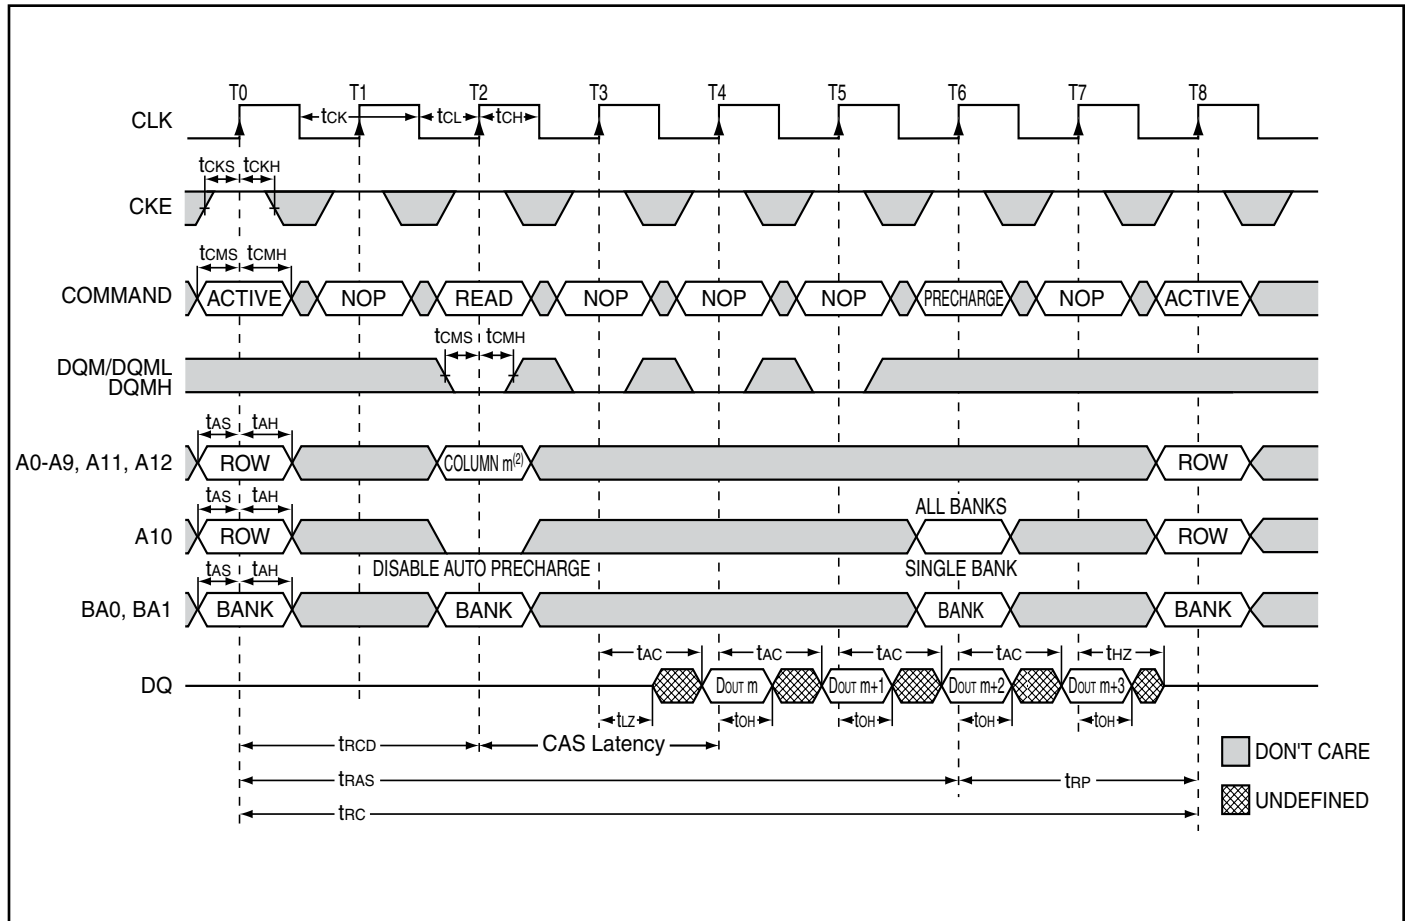 T0 T1 T2 T3 T4 T5 T6 T7 T8
CLK tCK tCL tCH
tCKS tCKH
CKE
tCMS tCMH
COMMAND ACTIVE NOP READ NOP NOP NOP PRECHARGE NOP ACTIVE
tCMS tCMH
DQM/DQML
DQMH
tAS tAH
A0-A9, A11, A12 ROW COLUMN m(2) ROW
tAS tAH ALL BANKS
A10 ROW ROW
DISABLE AUTO PRECHARGE SINGLE BANK
tAS tAH
BA0, BA1 BANK BANK BANK BANK
tAC tAC tAC tAC tHZ
DQ DOUT m DOUT m+1 DOUT m+2 DOUT m+3
tLZ tOH tOH tOH tOH
tRCD CAS Latency
DON'T CARE
tRAS tRP
UNDEFINED
tRC